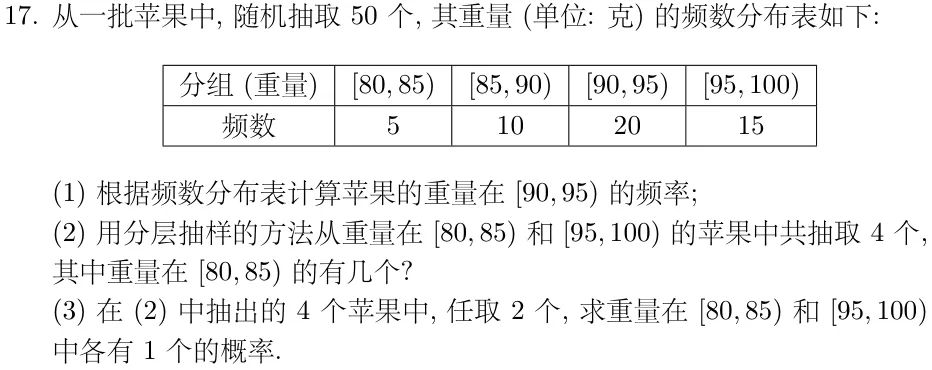 17. 从一批苹果中, 随机抽取 50 个, 其重量 (单位: 克) 的频数分布表如下:
分组 (重量) [80, 85) [85, 90) [90, 95) [95, 100)
频数 5 10 20 15
(1) 根据频数分布表计算苹果的重量在 [90, 95) 的频率;
(2) 用分层抽样的方法从重量在 [80, 85) 和 [95, 100) 的苹果中共抽取 4 个,
其中重量在 [80, 85) 的有几个?
(3) 在 (2) 中抽出的 4 个苹果中, 任取 2 个, 求重量在 [80, 85) 和 [95, 100)
中各有 1 个的概率.